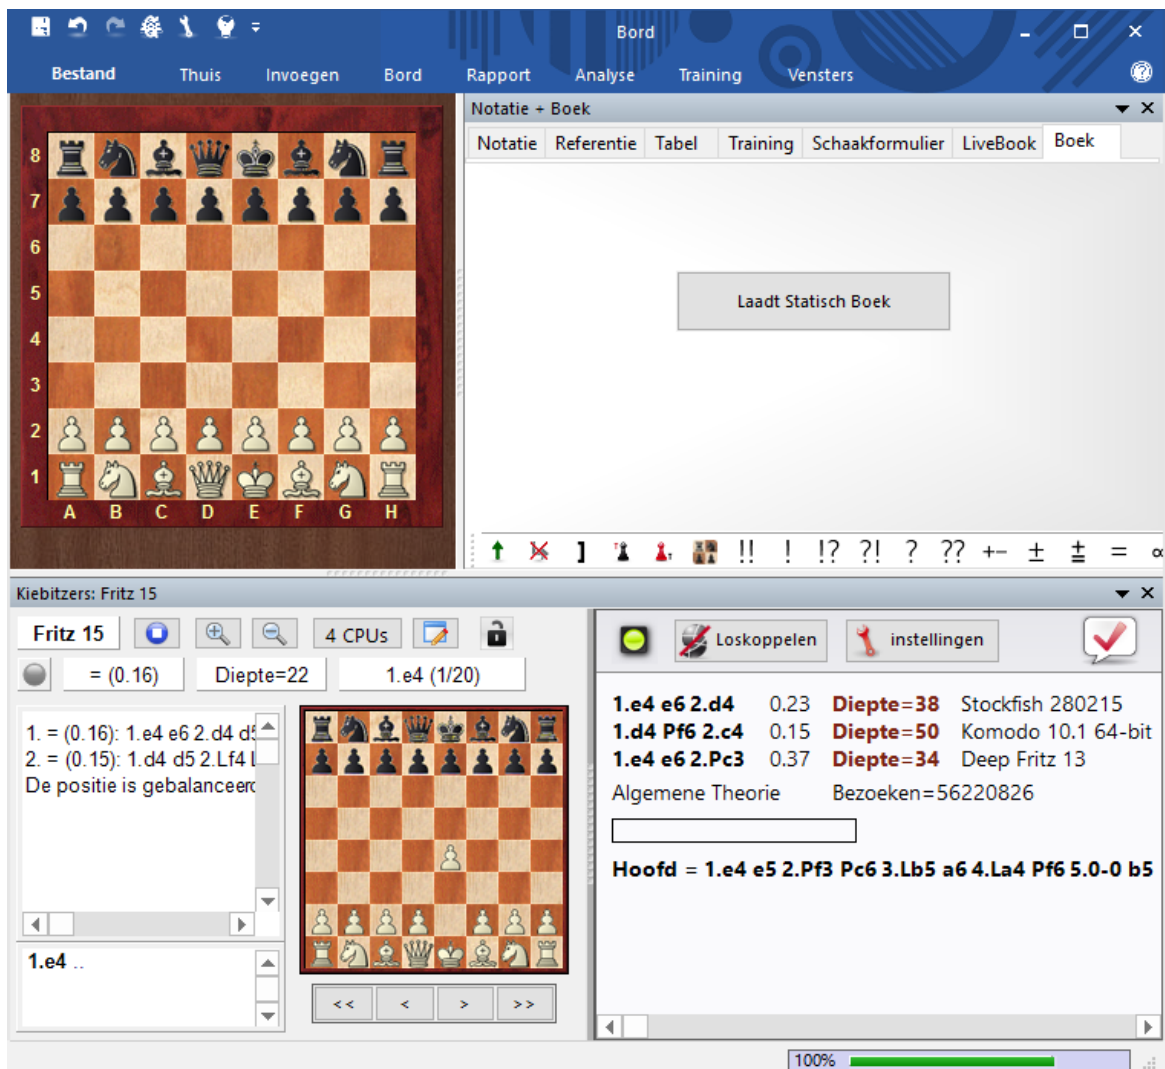 Bord
Bestand Thuis Invoegen Bord Rapport Analyse Training Vensters
Notatie + Boek
Notatie Referentie Tabel Training Schaakformulier LiveBook Boek
8
7
6
5
4
3
2
1
A B C D E F G H
Laadt Statisch Boek
!! ! !? ?! ? ?? +− ± ⩲ = ∝
Kiebitzers: Fritz 15
Fritz 15 4 CPUs
= (0.16) Diepte=22 1.e4 (1/20)
1. = (0.16): 1.e4 e6 2.d4 d5
2. = (0.15): 1.d4 d5 2.Lf4 L
De positie is gebalanceerd
1.e4 ..
<< < > >>
Loskoppelen instellingen
1.e4 e6 2.d4 0.23 Diepte=38 Stockfish 280215
1.d4 Pf6 2.c4 0.15 Diepte=50 Komodo 10.1 64-bit
1.e4 e6 2.Pc3 0.37 Diepte=34 Deep Fritz 13
Algemene Theorie Bezoeken=56220826
Hoofd = 1.e4 e5 2.Pf3 Pc6 3.Lb5 a6 4.La4 Pf6 5.0-0 b5
100%